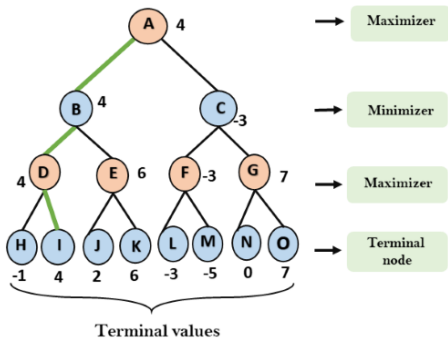 A 4 Maximizer
B 4 C -3 Minimizer
4 D E 6 F -3 G 7 Maximizer
H I J K L M N O Terminal node
-1 4 2 6 -3 -5 0 7
Terminal values